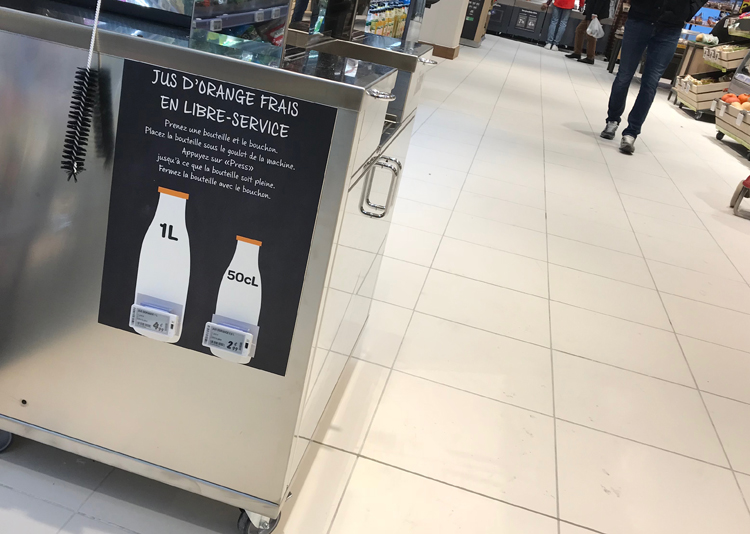 JUS D'ORANGE FRAIS
EN LIBRE-SERVICE
Prenez une bouteille et le bouchon.
Placez la bouteille sous le goulot de la machine.
Appuyez sur «Press»
jusqu'à ce que la bouteille soit pleine.
Fermez la bouteille avec le bouchon.
1L
50cL